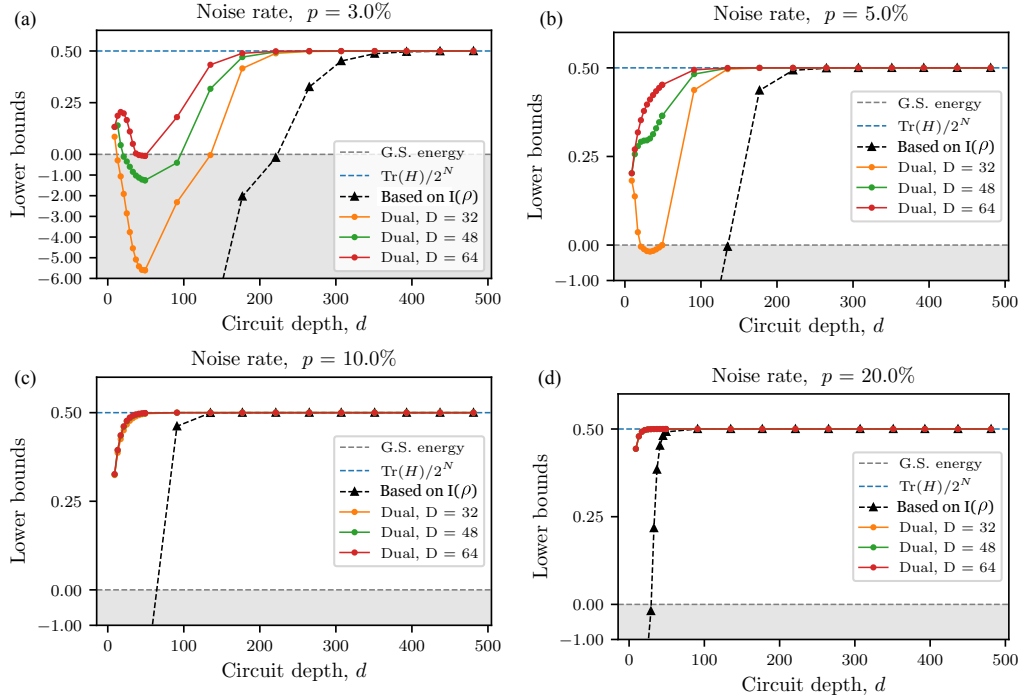 (a)
Noise rate, p = 3.0%
Lower bounds
0.50
0.25
0.00
−1.00
−2.00
−3.00
−4.00
−5.00
−6.00
G.S. energy
Tr(H)/2^N
Based on I(ρ)
Dual, D = 32
Dual, D = 48
Dual, D = 64
0 100 200 300 400 500
Circuit depth, d
(b)
Noise rate, p = 5.0%
Lower bounds
0.50
0.25
0.00
−1.00
G.S. energy
Tr(H)/2^N
Based on I(ρ)
Dual, D = 32
Dual, D = 48
Dual, D = 64
0 100 200 300 400 500
Circuit depth, d
(c)
Noise rate, p = 10.0%
Lower bounds
0.50
0.25
0.00
−1.00
G.S. energy
Tr(H)/2^N
Based on I(ρ)
Dual, D = 32
Dual, D = 48
Dual, D = 64
0 100 200 300 400 500
Circuit depth, d
(d)
Noise rate, p = 20.0%
Lower bounds
0.50
0.25
0.00
−1.00
G.S. energy
Tr(H)/2^N
Based on I(ρ)
Dual, D = 32
Dual, D = 48
Dual, D = 64
0 100 200 300 400 500
Circuit depth, d